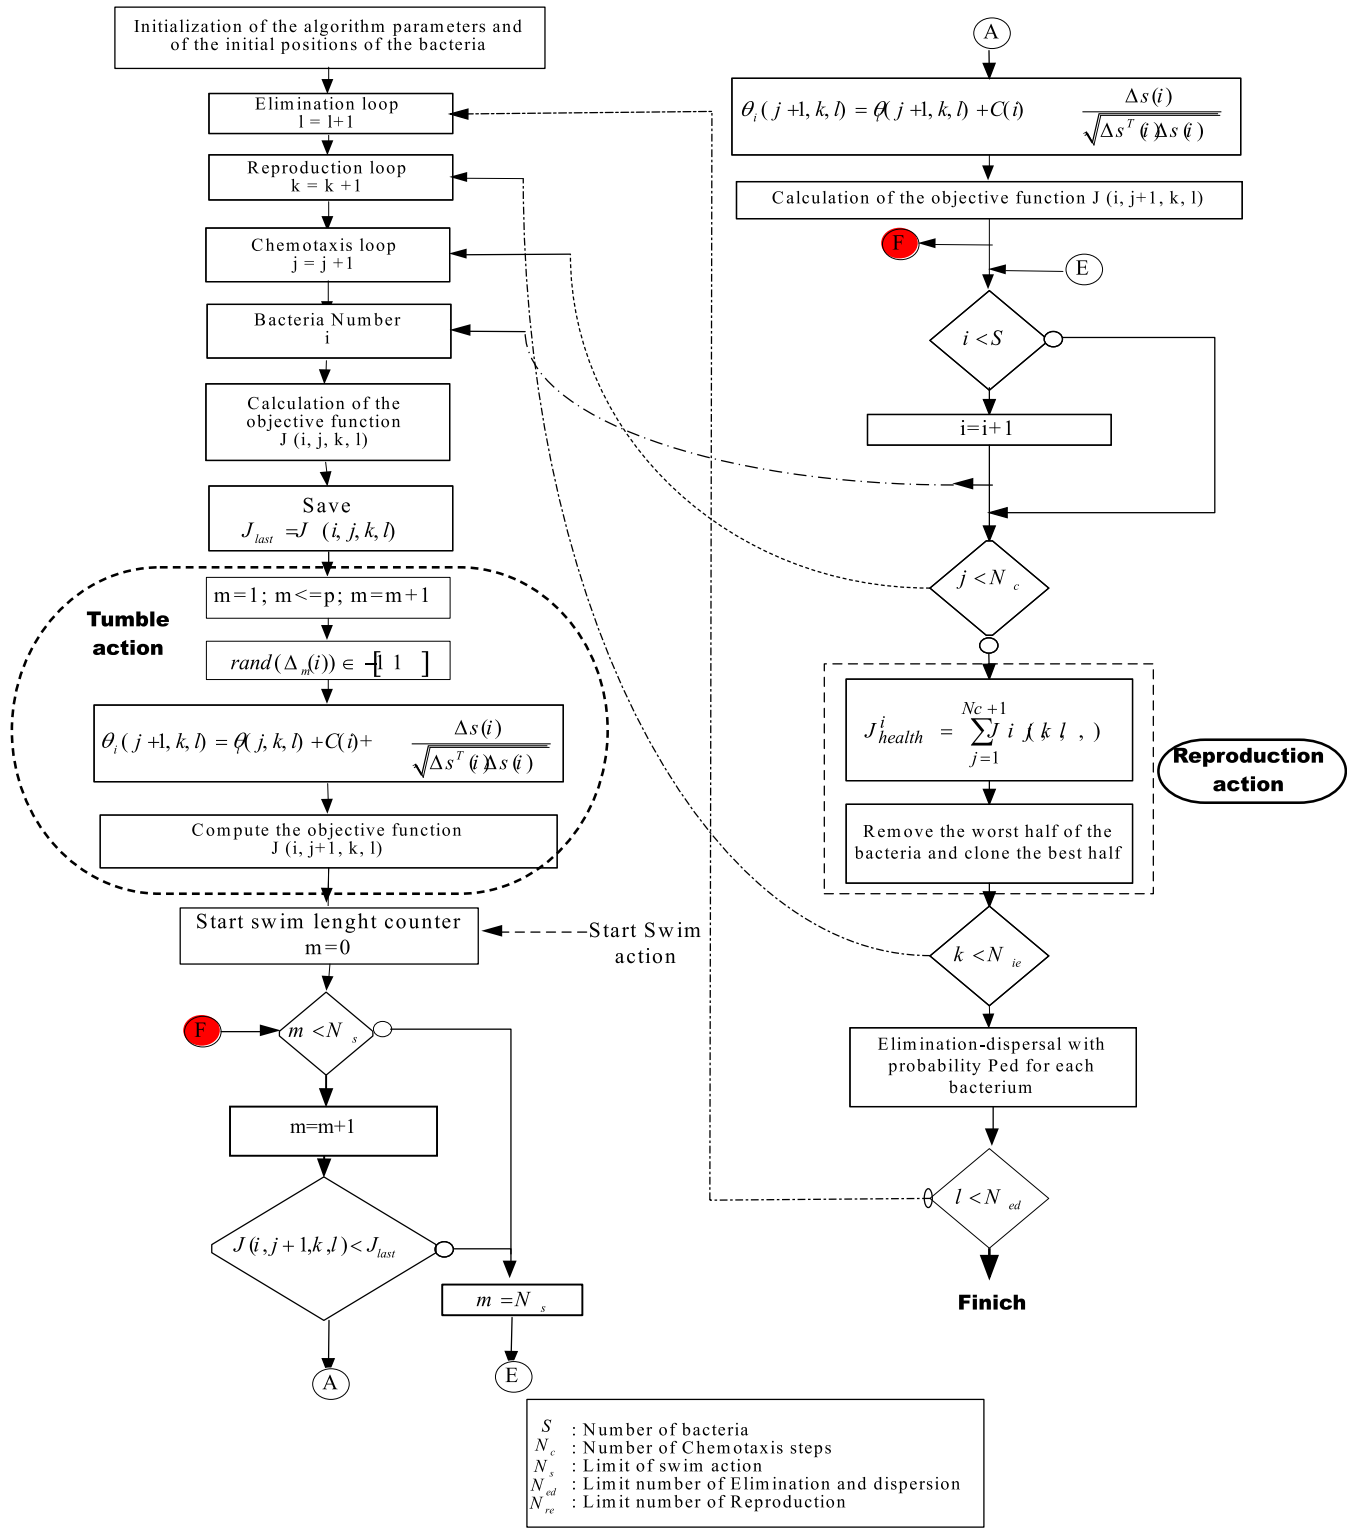 Initialization of the algorithm parameters and
of the initial positions of the bacteria
Elimination loop
l = l+1
Reproduction loop
k = k +1
Chemotaxis loop
j = j +1
Bacteria Number
i
Calculation of the
objective function
J (i, j, k, l)
Save
J_last = J (i, j, k, l)
Tumble
action
m=1; m<=p; m=m+1
rand(Δ_m(i)) ∈ -[1 1 ]
θ_i(j+1, k, l) = θ_i(j, k, l) +C(i)+ Δs(i) / √(Δs^T(i)Δs(i))
Compute the objective function
J (i, j+1, k, l)
Start swim lenght counter
m=0
Start Swim
action
F
m <N_s
m=m+1
J(i, j+1,k,l)< J_last
m =N_s
A
E
A
θ_i(j+1, k, l) = θ_i(j+1, k, l) +C(i) Δs(i) / √(Δs^T(i)Δs(i))
Calculation of the objective function J (i, j+1, k, l)
F
E
i <S
i=i+1
j <N_c
J^i_health = ∑_{j=1}^{Nc+1} J i j( k l , )
Reproduction
action
Remove the worst half of the
bacteria and clone the best half
k <N_ie
Elimination-dispersal with
probability Ped for each
bacterium
l <N_ed
Finich
S : Number of bacteria
N_c : Number of Chemotaxis steps
N_s : Limit of swim action
N_ed : Limit number of Elimination and dispersion
N_re : Limit number of Reproduction